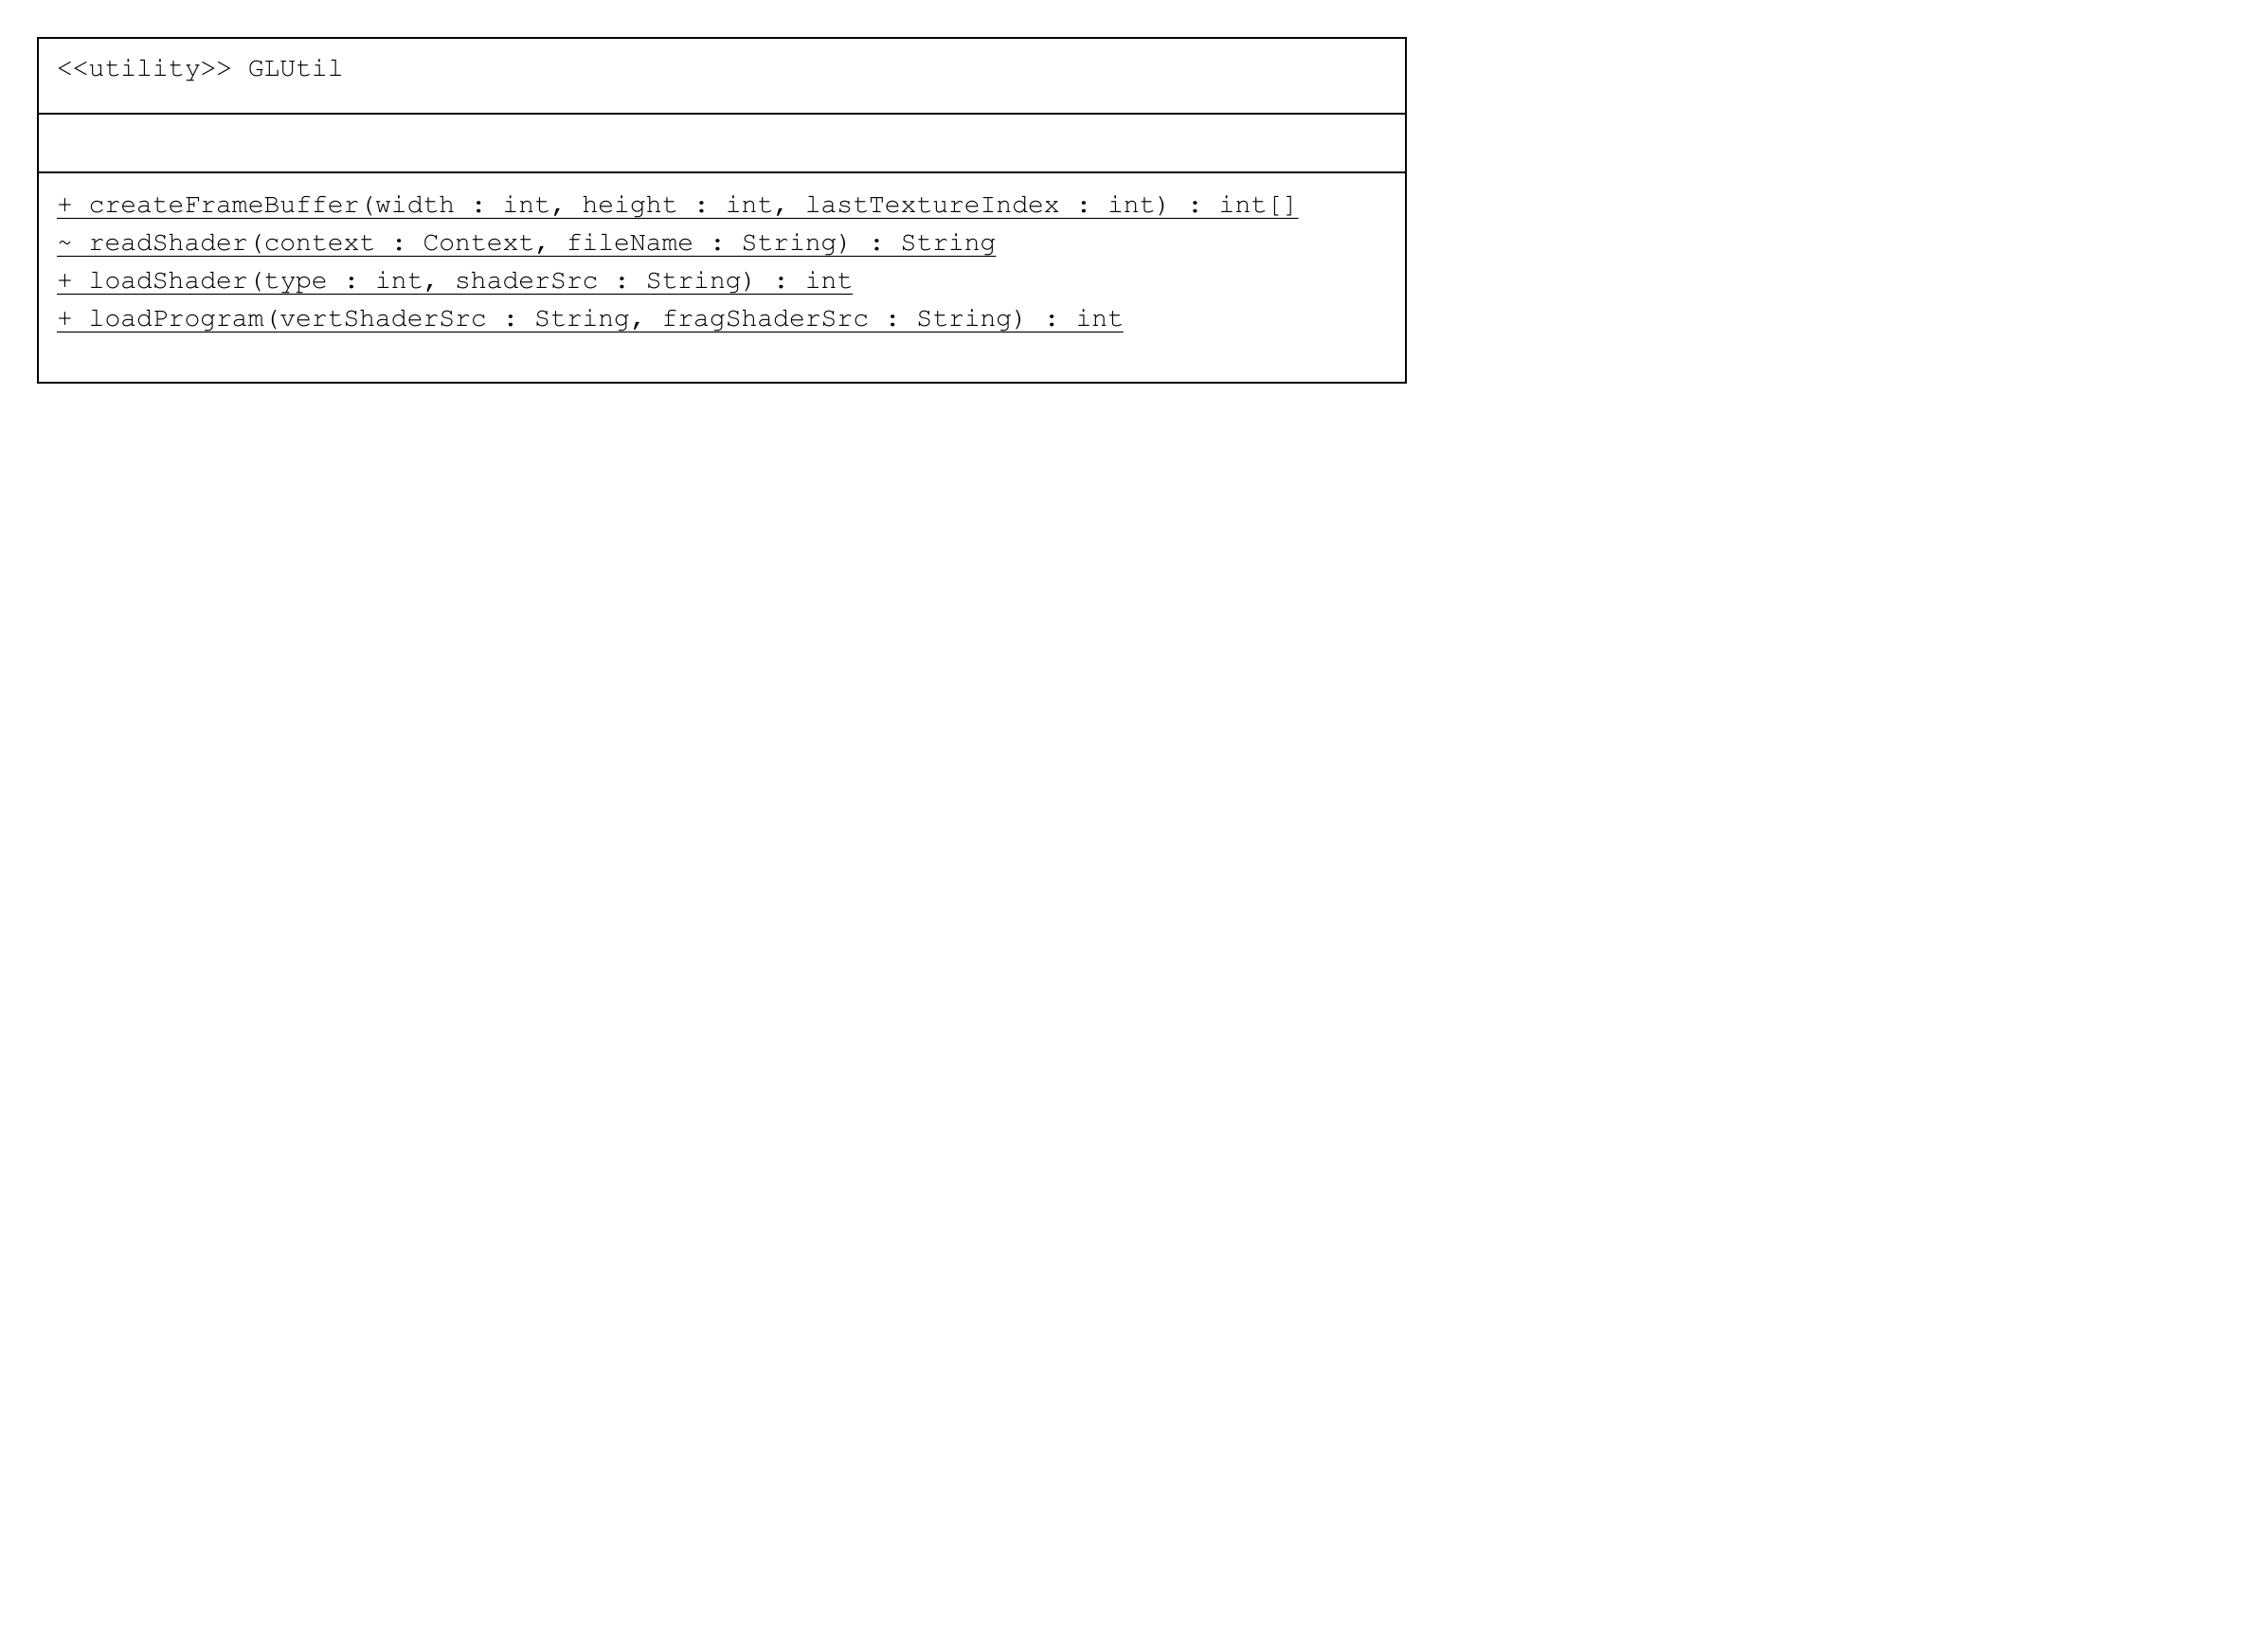 <<utility>> GLUtil
+ createFrameBuffer(width : int, height : int, lastTextureIndex : int) : int[]
~ readShader(context : Context, fileName : String) : String
+ loadShader(type : int, shaderSrc : String) : int
+ loadProgram(vertShaderSrc : String, fragShaderSrc : String) : int